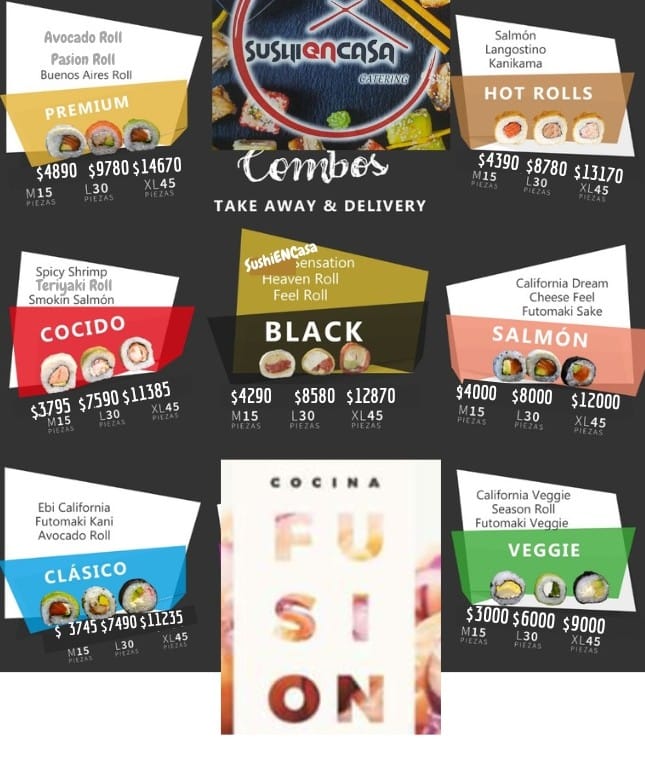 Avocado Roll
Pasion Roll
Buenos Aires Roll
PREMIUM
$4890 $9780 $14670
M15 L30 XL45
PIEZAS PIEZAS PIEZAS
SUSHIENCASA
CATERING
Combos
TAKE AWAY & DELIVERY
Salmón
Langostino
Kanikama
HOT ROLLS
$4390 $8780 $13170
M15 L30 XL45
PIEZAS PIEZAS PIEZAS
Spicy Shrimp
Teriyaki Roll
Smokin Salmón
COCIDO
$3795 $7590 $11385
M15 L30 XL45
PIEZAS PIEZAS PIEZAS
SushiENCasa
ensation
Heaven Roll
Feel Roll
BLACK
$4290 $8580 $12870
M15 L30 XL45
PIEZAS PIEZAS PIEZAS
California Dream
Cheese Feel
Futomaki Sake
SALMÓN
$4000 $8000 $12000
M15 L30 XL45
PIEZAS PIEZAS PIEZAS
Ebi California
Futomaki Kani
Avocado Roll
CLÁSICO
$ 3745 $7490 $11235
M15 L30 XL45
PIEZAS PIEZAS PIEZAS
COCINA
FU
SI
ON
California Veggie
Season Roll
Futomaki Veggie
VEGGIE
$3000 $6000 $9000
M15 L30 XL45
PIEZAS PIEZAS PIEZAS